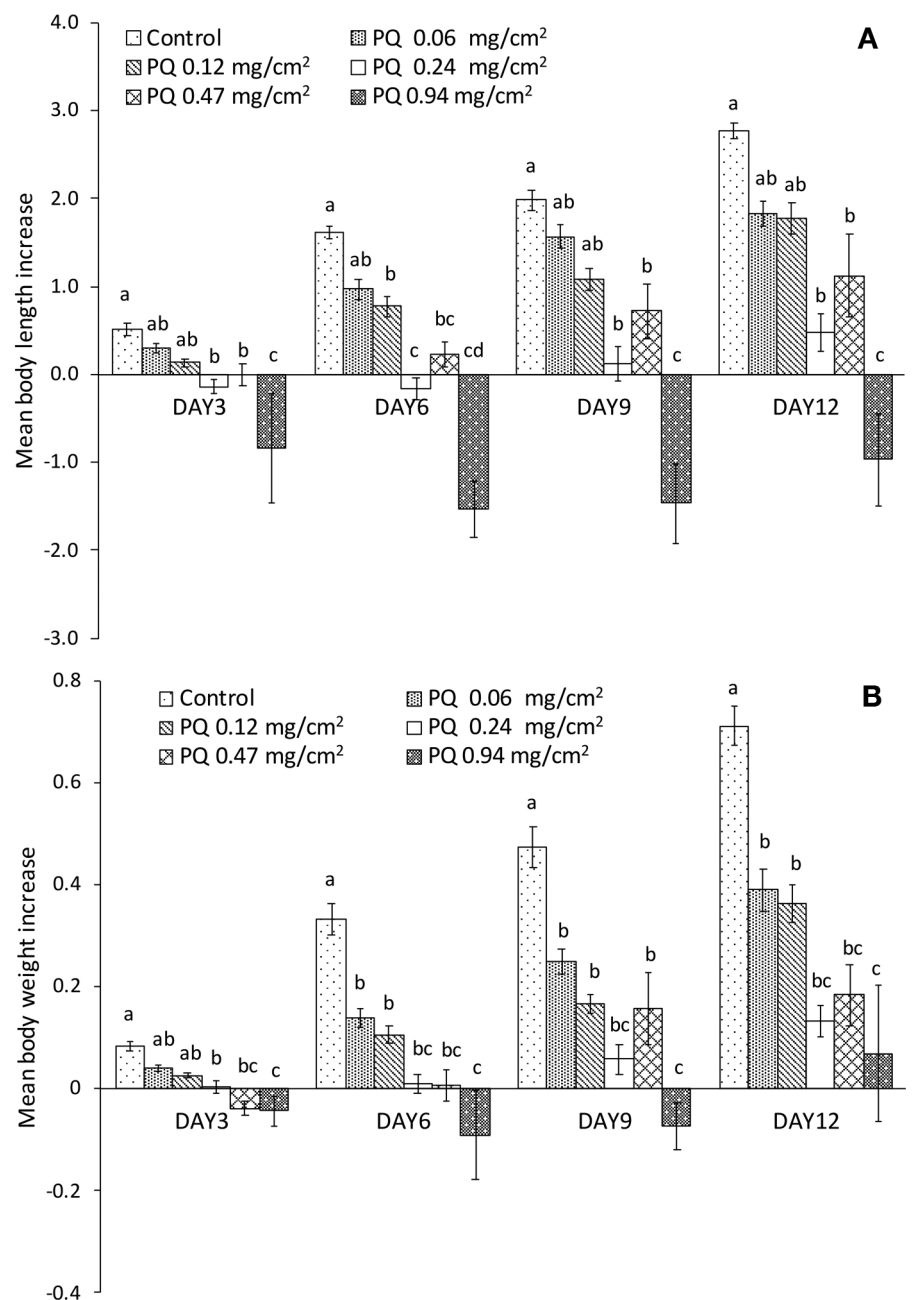 4.0
A
Control
PQ 0.06 mg/cm²
PQ 0.12 mg/cm²
PQ 0.24 mg/cm²
PQ 0.47 mg/cm²
PQ 0.94 mg/cm²
3.0
2.0
1.0
0.0
-1.0
-2.0
-3.0
Mean body length increase
a ab ab b b c
a ab b c bc cd
a ab ab b b c
a ab ab b b c
DAY3 DAY6 DAY9 DAY12
0.8
B
Control
PQ 0.06 mg/cm²
PQ 0.12 mg/cm²
PQ 0.24 mg/cm²
PQ 0.47 mg/cm²
PQ 0.94 mg/cm²
0.6
0.4
0.2
0
-0.2
-0.4
Mean body weight increase
a ab ab b bc c
a b b bc bc c
a b b bc b c
a b b bc bc c
DAY3 DAY6 DAY9 DAY12